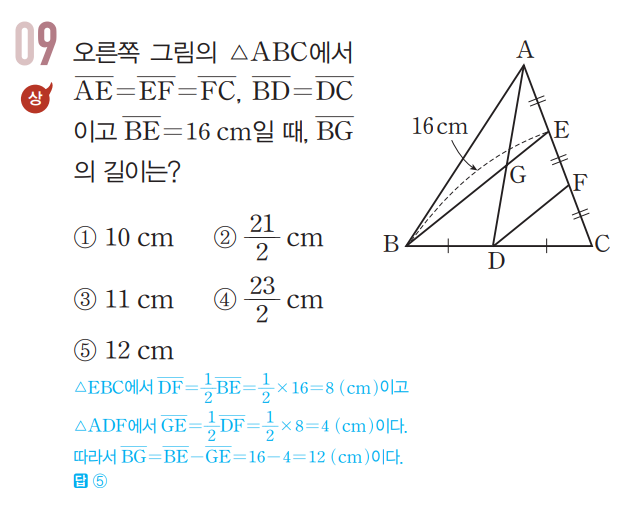 09
상
오른쪽 그림의 △ABC에서
AE=EF=FC, BD=DC
이고 BE=16 cm일 때, BG
의 길이는?
① 10 cm ② 21/2 cm
③ 11 cm ④ 23/2 cm
⑤ 12 cm
A
16 cm
E
G
F
B
D
C
△EBC에서 DF=1/2BE=1/2×16=8 (cm)이고
△ADF에서 GE=1/2DF=1/2×8=4 (cm)이다.
따라서 BG=BE-GE=16-4=12 (cm)이다.
답 ⑤